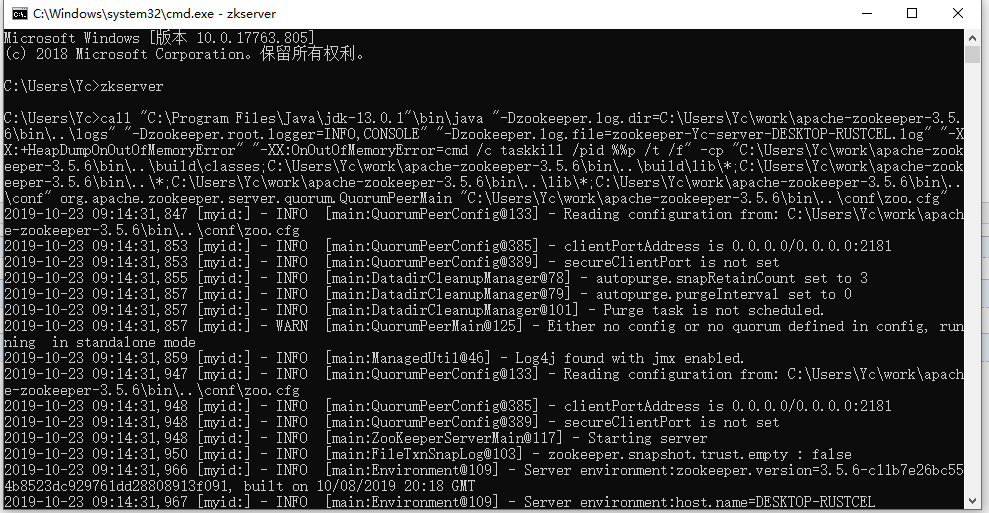 C:\Windows\system32\cmd.exe - zkserver
Microsoft Windows [版本 10.0.17763.805]
(c) 2018 Microsoft Corporation。保留所有权利。
C:\Users\Yc>zkserver
C:\Users\Yc>call "C:\Program Files\Java\jdk-13.0.1"\bin\java "-Dzookeeper.log.dir=C:\Users\Yc\work\apache-zookeeper-3.5.
6\bin\..\logs" "-Dzookeeper.root.logger=INFO,CONSOLE" "-Dzookeeper.log.file=zookeeper-Yc-server-DESKTOP-RUSTCEL.log" "-X
X:+HeapDumpOnOutOfMemoryError" "-XX:OnOutOfMemoryError=cmd /c taskkill /pid %%p /t /f" -cp "C:\Users\Yc\work\apache-zook
eeper-3.5.6\bin\..\build\classes;C:\Users\Yc\work\apache-zookeeper-3.5.6\bin\..\build\lib\*;C:\Users\Yc\work\apache-zook
eeper-3.5.6\bin\..\*;C:\Users\Yc\work\apache-zookeeper-3.5.6\bin\..\lib\*;C:\Users\Yc\work\apache-zookeeper-3.5.6\bin\..
\conf" org.apache.zookeeper.server.quorum.QuorumPeerMain "C:\Users\Yc\work\apache-zookeeper-3.5.6\bin\..\conf\zoo.cfg"
2019-10-23 09:14:31,847 [myid:] - INFO  [main:QuorumPeerConfig@133] - Reading configuration from: C:\Users\Yc\work\apach
e-zookeeper-3.5.6\bin\..\conf\zoo.cfg
2019-10-23 09:14:31,853 [myid:] - INFO  [main:QuorumPeerConfig@385] - clientPortAddress is 0.0.0.0/0.0.0.0:2181
2019-10-23 09:14:31,853 [myid:] - INFO  [main:QuorumPeerConfig@389] - secureClientPort is not set
2019-10-23 09:14:31,855 [myid:] - INFO  [main:DatadirCleanupManager@78] - autopurge.snapRetainCount set to 3
2019-10-23 09:14:31,857 [myid:] - INFO  [main:DatadirCleanupManager@79] - autopurge.purgeInterval set to 0
2019-10-23 09:14:31,857 [myid:] - INFO  [main:DatadirCleanupManager@101] - Purge task is not scheduled.
2019-10-23 09:14:31,857 [myid:] - WARN  [main:QuorumPeerMain@125] - Either no config or no quorum defined in config, run
ning  in standalone mode
2019-10-23 09:14:31,859 [myid:] - INFO  [main:ManagedUtil@46] - Log4j found with jmx enabled.
2019-10-23 09:14:31,947 [myid:] - INFO  [main:QuorumPeerConfig@133] - Reading configuration from: C:\Users\Yc\work\apach
e-zookeeper-3.5.6\bin\..\conf\zoo.cfg
2019-10-23 09:14:31,948 [myid:] - INFO  [main:QuorumPeerConfig@385] - clientPortAddress is 0.0.0.0/0.0.0.0:2181
2019-10-23 09:14:31,948 [myid:] - INFO  [main:QuorumPeerConfig@389] - secureClientPort is not set
2019-10-23 09:14:31,948 [myid:] - INFO  [main:ZooKeeperServerMain@117] - Starting server
2019-10-23 09:14:31,950 [myid:] - INFO  [main:FileTxnSnapLog@103] - zookeeper.snapshot.trust.empty : false
2019-10-23 09:14:31,966 [myid:] - INFO  [main:Environment@109] - Server environment:zookeeper.version=3.5.6-c11b7e26bc55
4b8523dc929761dd28808913f091, built on 10/08/2019 20:18 GMT
2019-10-23 09:14:31,967 [myid:] - INFO  [main:Environment@109] - Server environment:host.name=DESKTOP-RUSTCEL